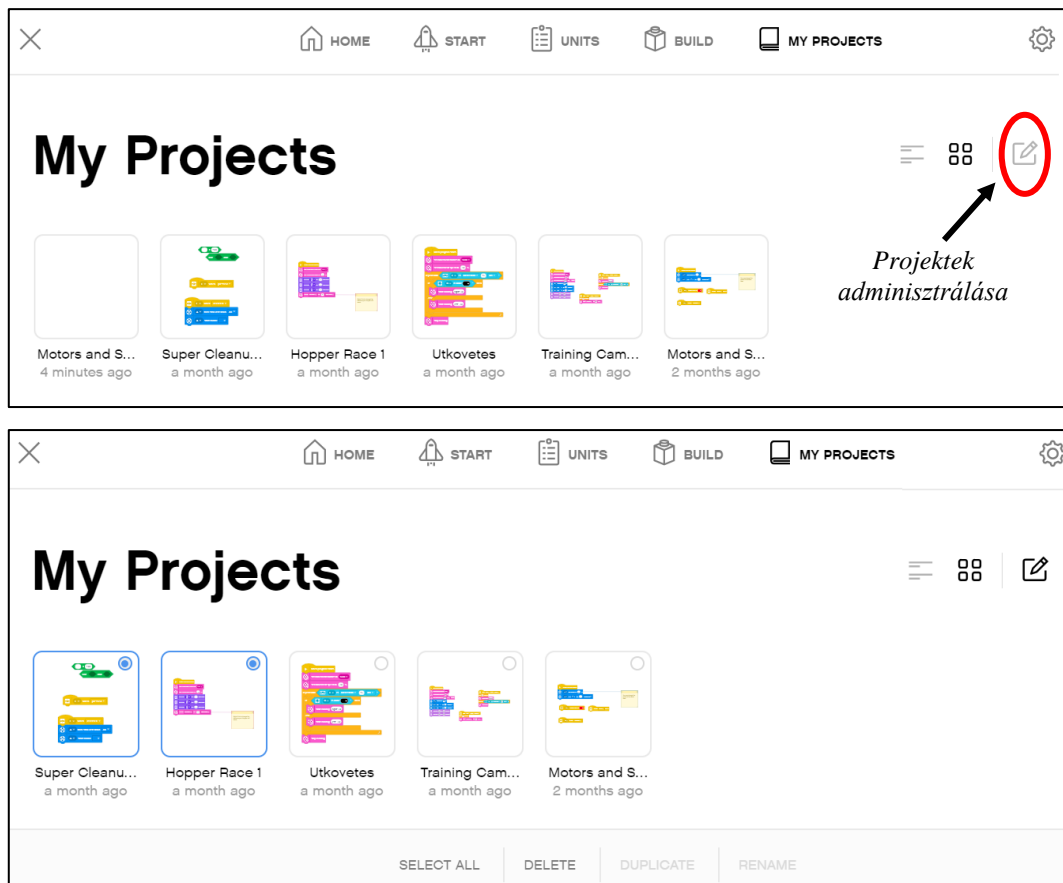 HOME START UNITS BUILD MY PROJECTS
My Projects
Projektek
adminisztrálása
Motors and S... Super Cleanu... Hopper Race 1 Utkovetes Training Cam... Motors and S...
4 minutes ago a month ago a month ago a month ago a month ago 2 months ago
HOME START UNITS BUILD MY PROJECTS
My Projects
Super Cleanu... Hopper Race 1 Utkovetes Training Cam... Motors and S...
a month ago a month ago a month ago a month ago 2 months ago
SELECT ALL DELETE DUPLICATE RENAME